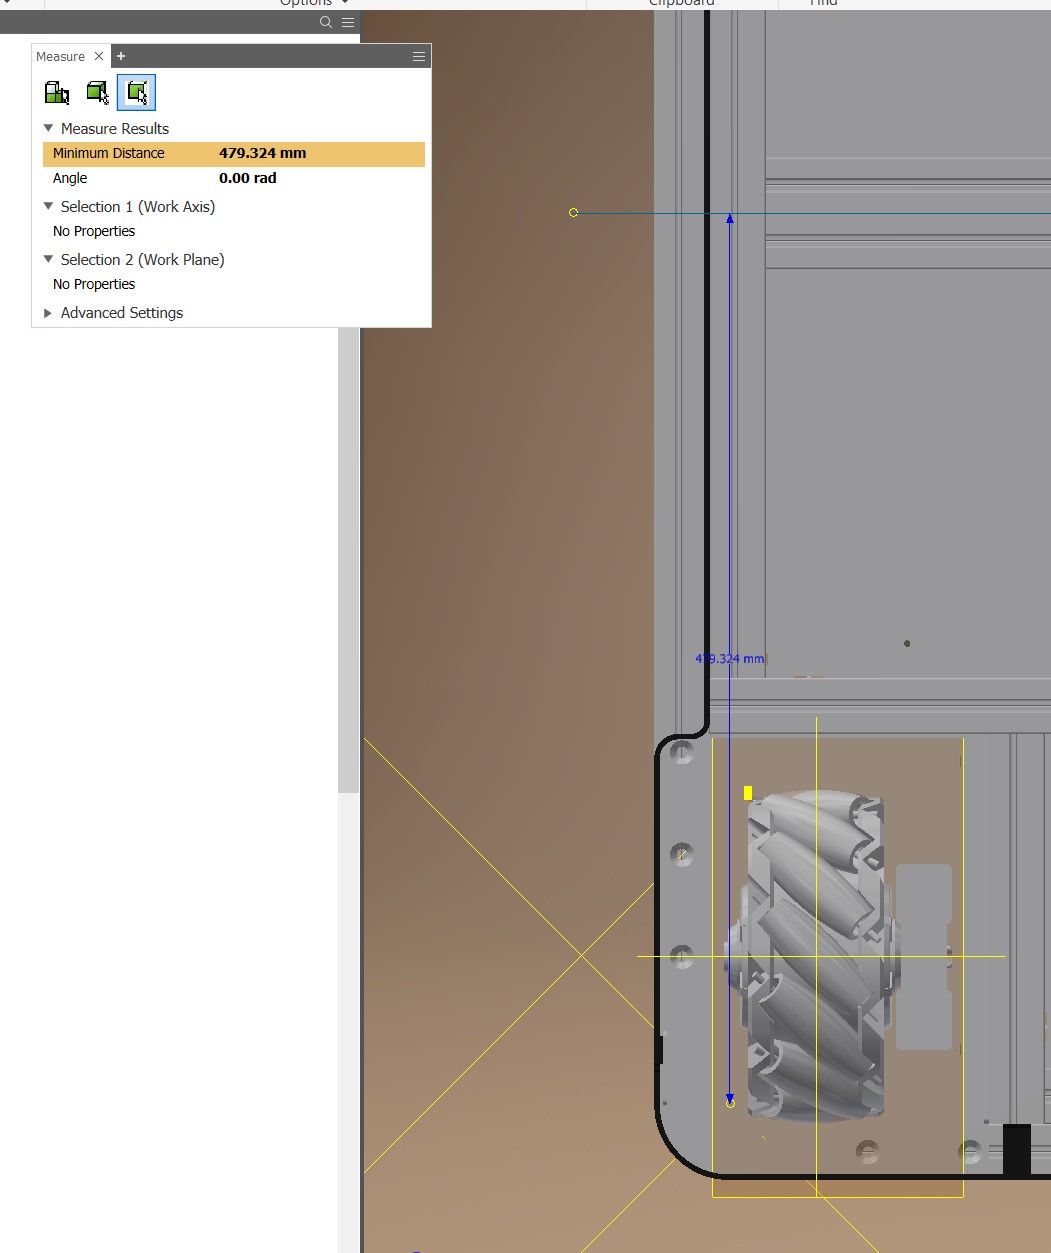 Options
Clipboard
Find
Measure
Measure Results
Minimum Distance 479.324 mm
Angle 0.00 rad
Selection 1 (Work Axis)
No Properties
Selection 2 (Work Plane)
No Properties
Advanced Settings
479.324 mm